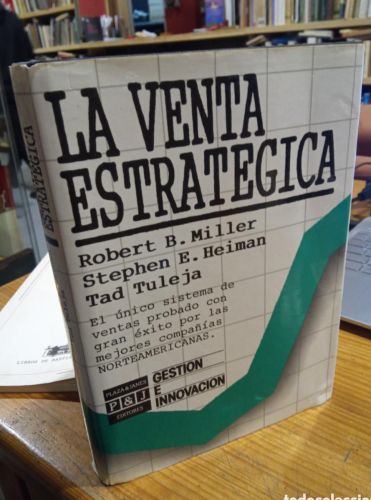 LA VENTA
ESTRATEGICA
Robert B. Miller
Stephen E. Heiman
Tad Tuleja
El único sistema de
ventas probado con
gran éxito por las
mejores compañías
NORTEAMERICANAS.
PLAZA & JANES
P&J
EDITORES
GESTION
E
INNOVACION
ESTRATEGICA